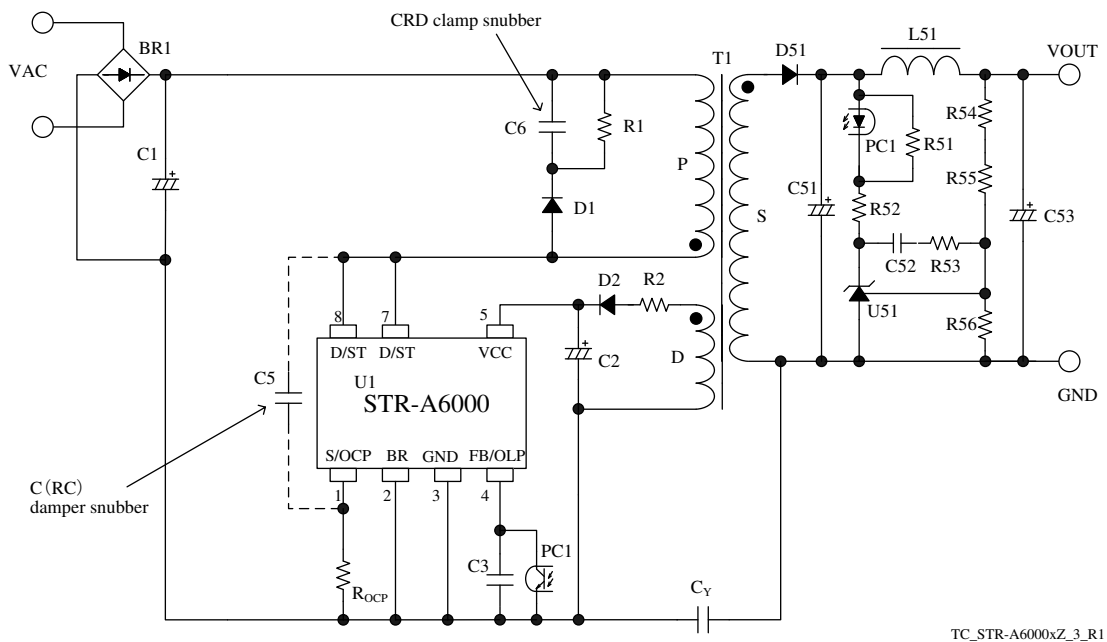 CRD clamp snubber
VAC
BR1
C1
C6
R1
D1
T1
P
S
D51
L51
VOUT
PC1
R51
R54
R55
C51
R52
C53
C52
R53
U51
R56
GND
D2
R2
C2
D
8
7
5
D/ST
D/ST
VCC
U1
STR-A6000
C5
S/OCP
BR
GND
FB/OLP
1
2
3
4
C(RC)
damper snubber
ROCP
C3
PC1
CY
TC_STR-A6000xZ_3_R1